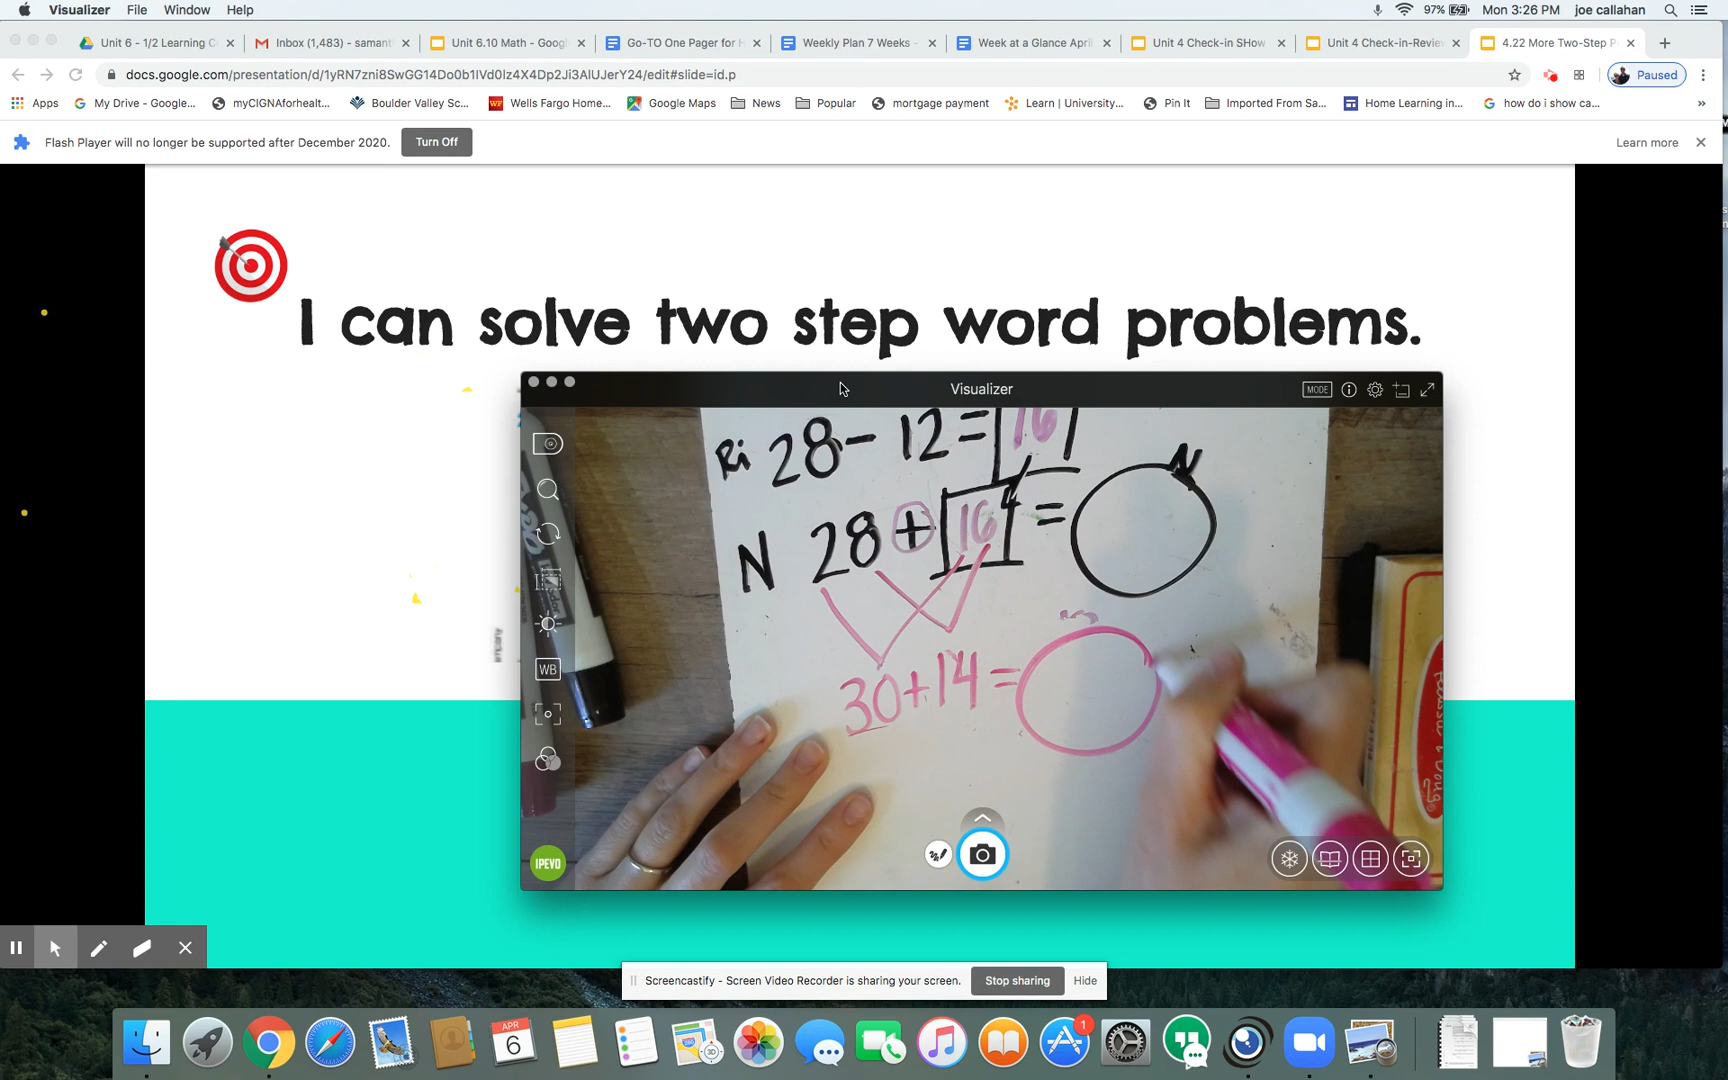 Visualizer File Window Help 97% Mon 3:26 PM joe callahan
Unit 6 - 1/2 Learning C Inbox (1,483) - samant Unit 6.10 Math - Googl Go-TO One Pager for H Weekly Plan 7 Weeks - Week at a Glance April Unit 4 Check-in SHow Unit 4 Check-in-Revie 4.22 More Two-Step P
docs.google.com/presentation/d/1yRN7zni8SwGG14Do0b1lVd0Iz4X4Dp2Ji3AlUJerY24/edit#slide=id.p Paused
Apps My Drive - Google... myCIGNAforhealt... Boulder Valley Sc... Wells Fargo Home... Google Maps News Popular mortgage payment Learn | University... Pin It Imported From Sa... Home Learning in... how do i show ca... »
Flash Player will no longer be supported after December 2020. Turn Off Learn more
I can solve two step word problems.
Visualizer MODE
Ri 28 - 12 = 16
N
N 28 + 16 =
30 + 14 =
WB
IPEVO
Screencastify - Screen Video Recorder is sharing your screen. Stop sharing Hide
APR
6
1